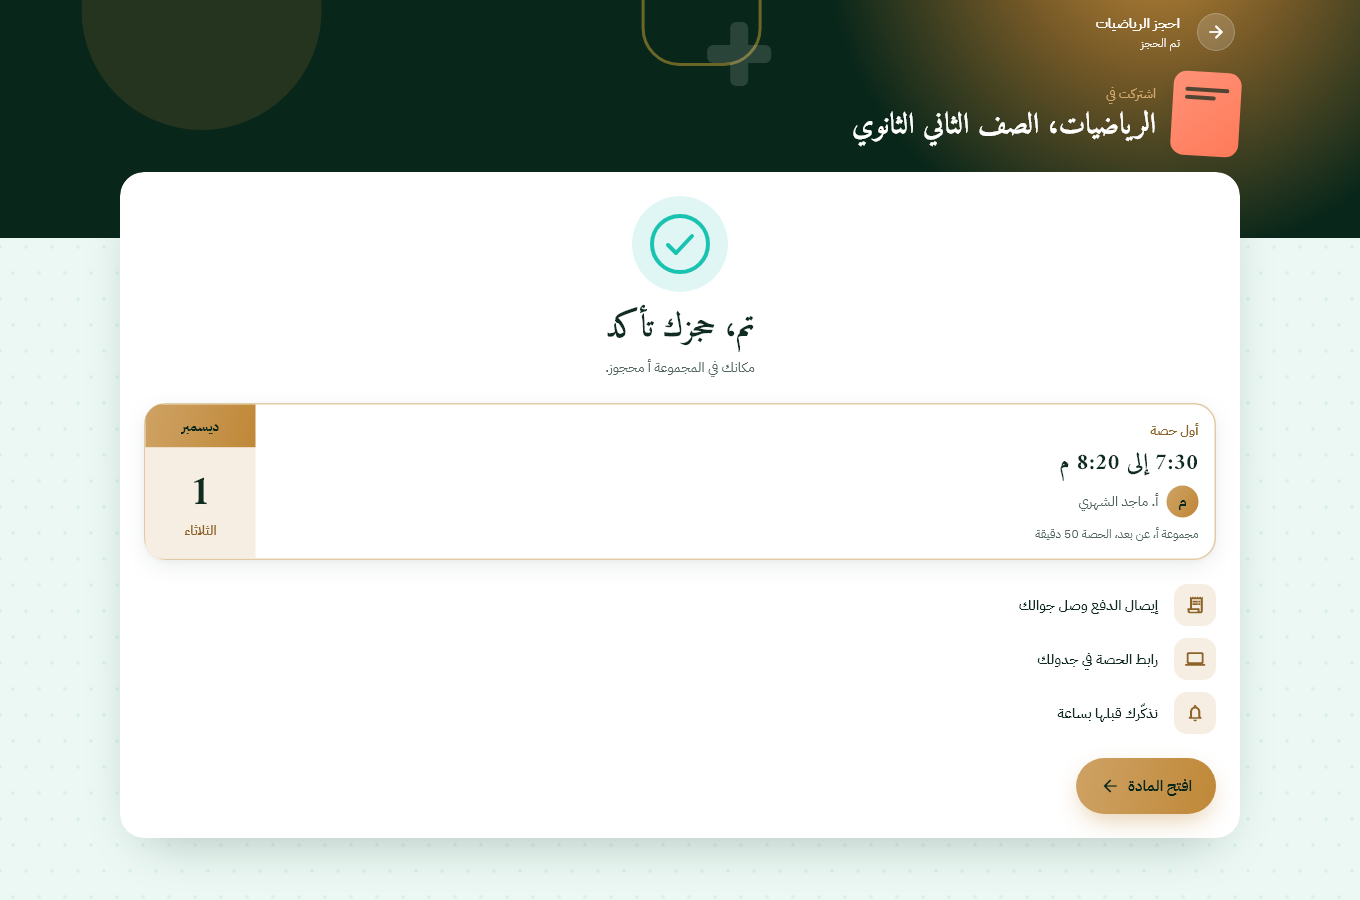 احجز الرياضيات
تم الحجز
اشتركت في
الرياضيات، الصف الثاني الثانوي
تم، حجزك تأكد
مكانك في المجموعة أ محجوز.
أول حصة
7:30 إلى 8:20 م
م
أ. ماجد الشهري
مجموعة أ، عن بعد، الحصة 50 دقيقة
ديسمبر
1
الثلاثاء
إيصال الدفع وصل جوالك
رابط الحصة في جدولك
نذكّرك قبلها بساعة
افتح المادة